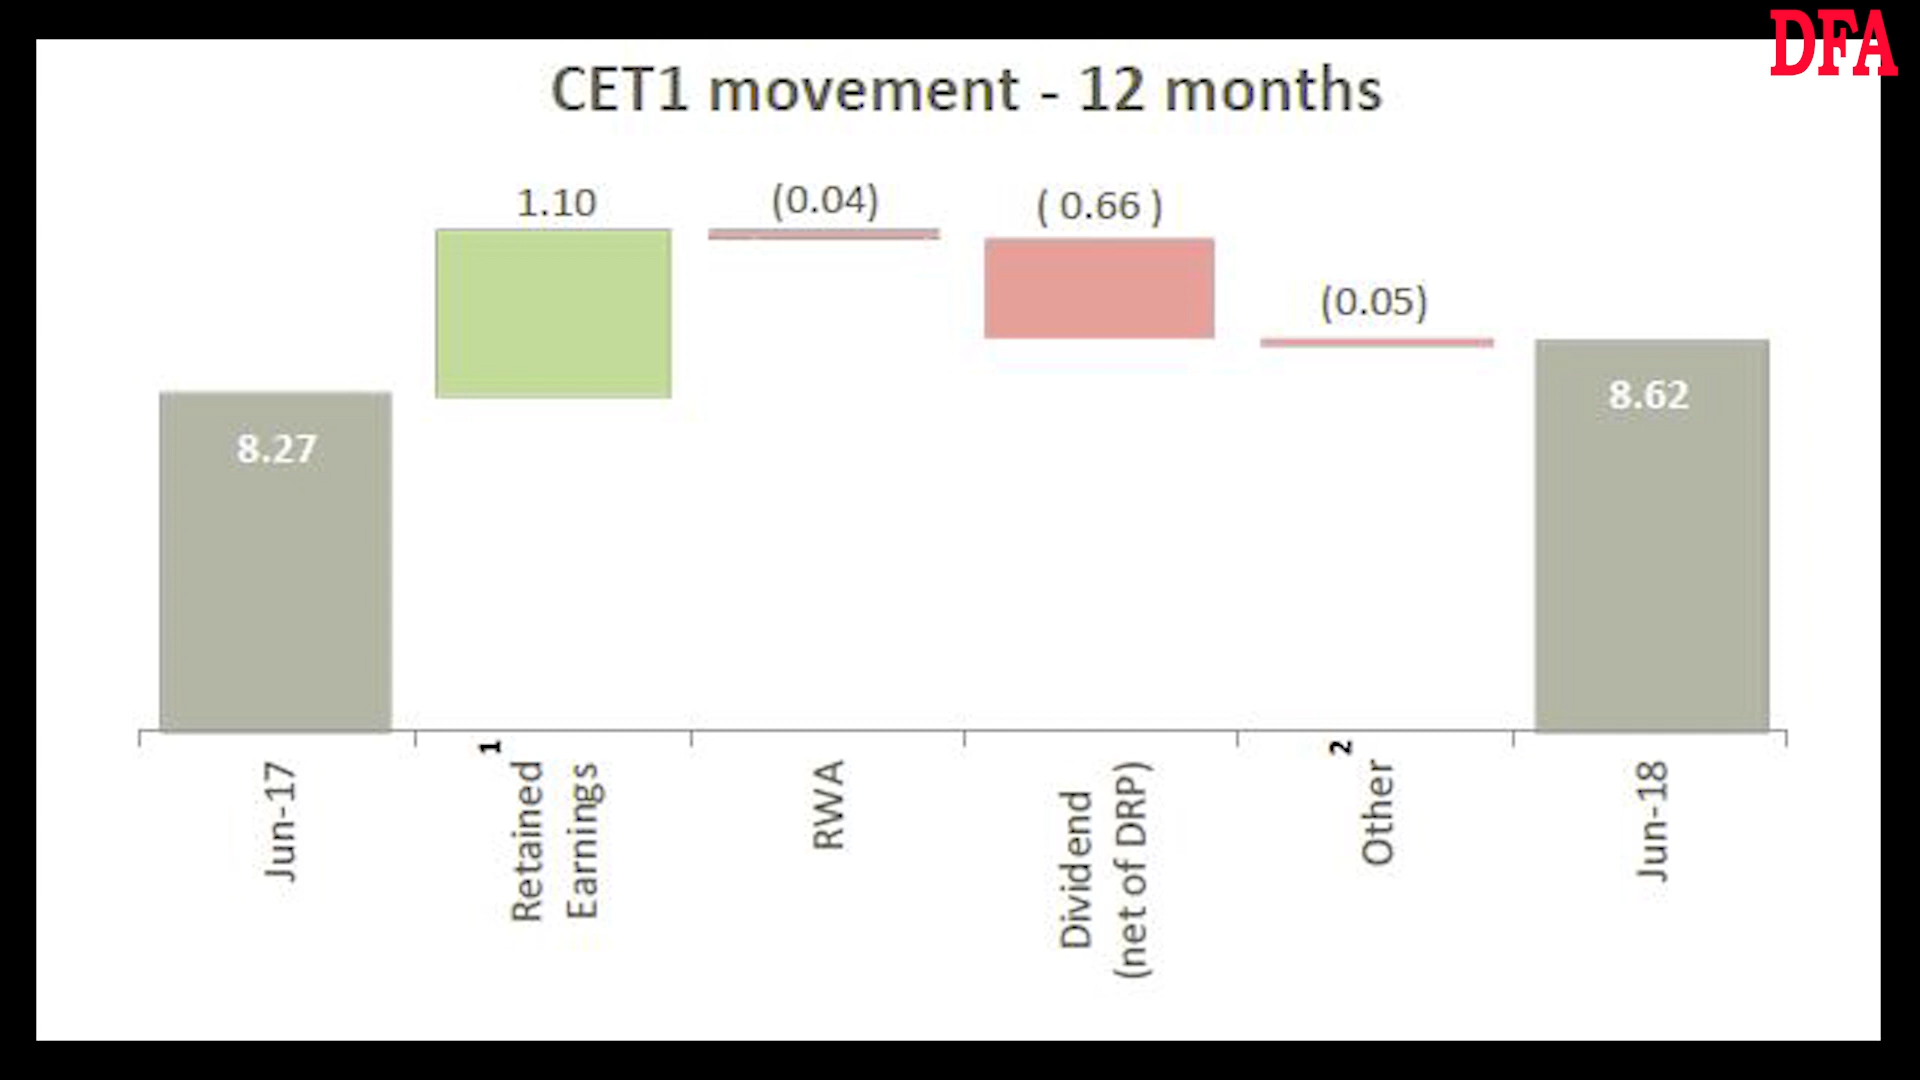 DFA
CET1 movement - 12 months
1.10
(0.04)
( 0.66 )
(0.05)
8.27
8.62
1
2
Jun-17
Retained
Earnings
RWA
Dividend
(net of DRP)
Other
Jun-18